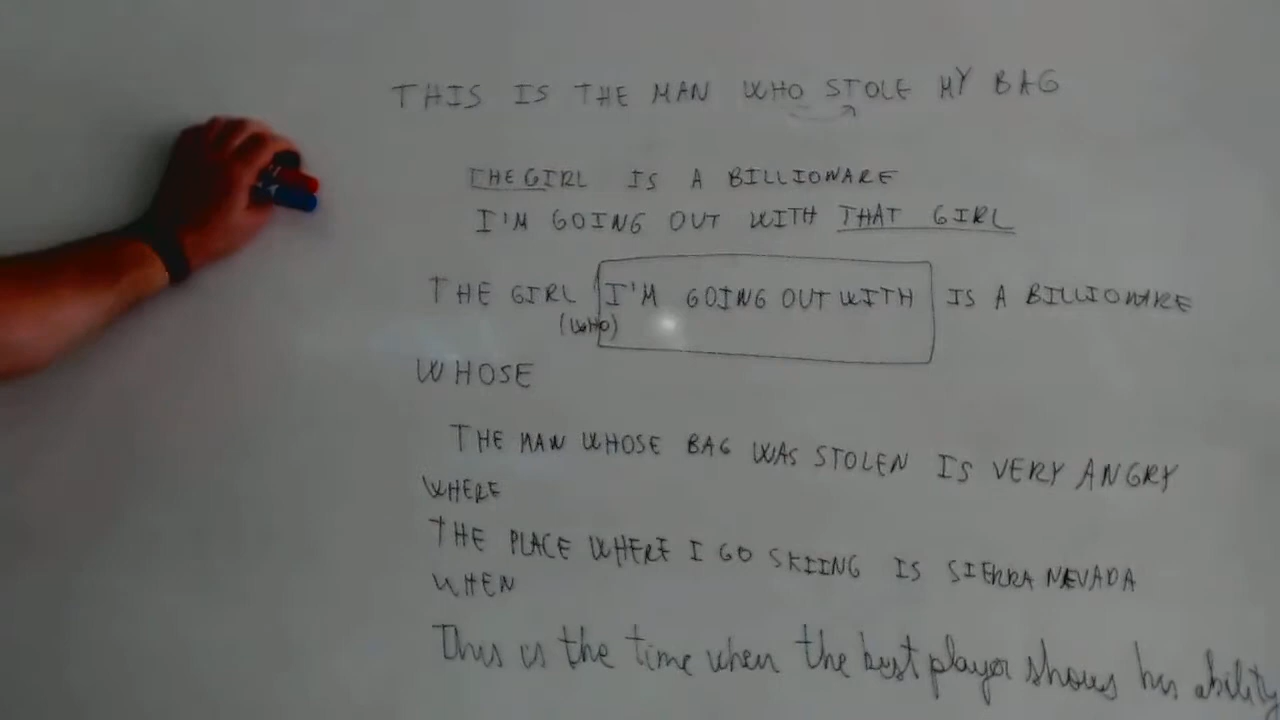 THIS IS THE MAN WHO STOLE MY BAG
THE GIRL IS A BILLIONARE
I'M GOING OUT WITH THAT GIRL
THE GIRL I'M GOING OUT WITH IS A BILLIONARE
(WHO)
WHOSE
THE MAN WHOSE BAG WAS STOLEN IS VERY ANGRY
WHERE
THE PLACE WHERE I GO SKIING IS SIERRA NEVADA
WHEN
This is the time when the best player shows his ability